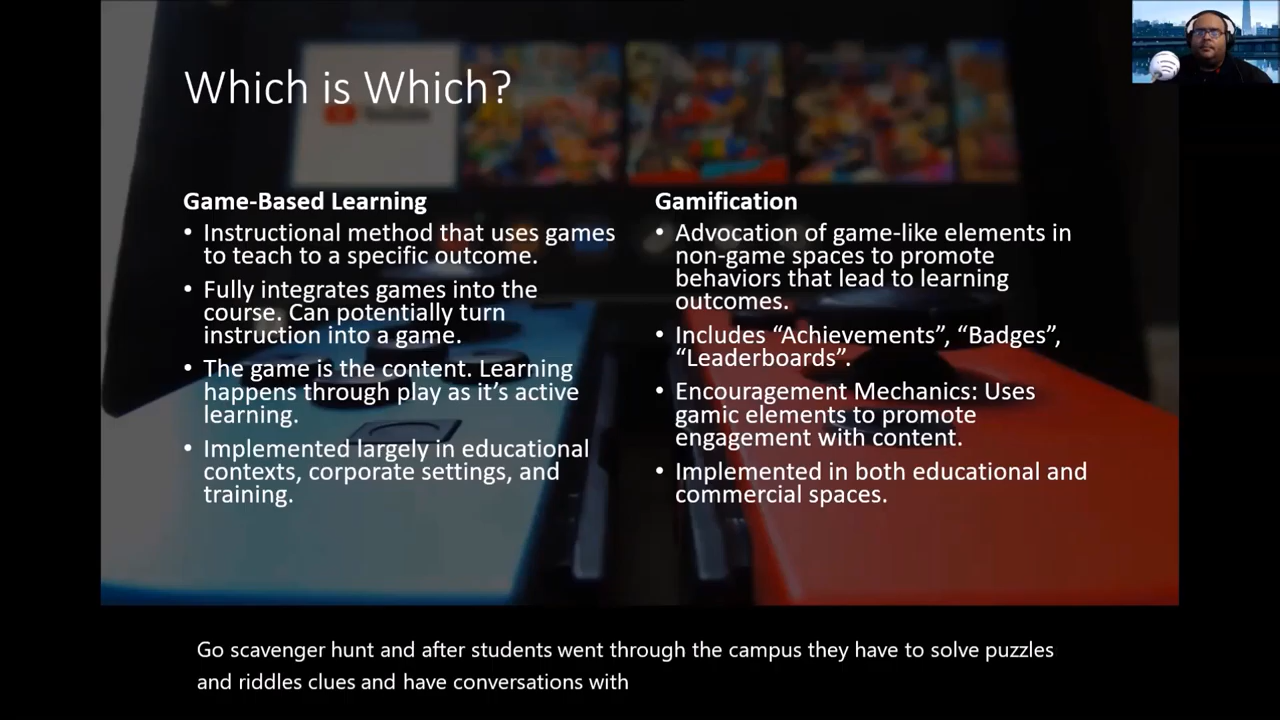 Which is Which?
Game-Based Learning
• Instructional method that uses games
to teach to a specific outcome.
• Fully integrates games into the
course. Can potentially turn
instruction into a game.
• The game is the content. Learning
happens through play as it's active
learning.
• Implemented largely in educational
contexts, corporate settings, and
training.
Gamification
• Advocation of game-like elements in
non-game spaces to promote
behaviors that lead to learning
outcomes.
• Includes “Achievements”, “Badges”,
“Leaderboards”.
• Encouragement Mechanics: Uses
gamic elements to promote
engagement with content.
• Implemented in both educational and
commercial spaces.
Go scavenger hunt and after students went through the campus they have to solve puzzles
and riddles clues and have conversations with